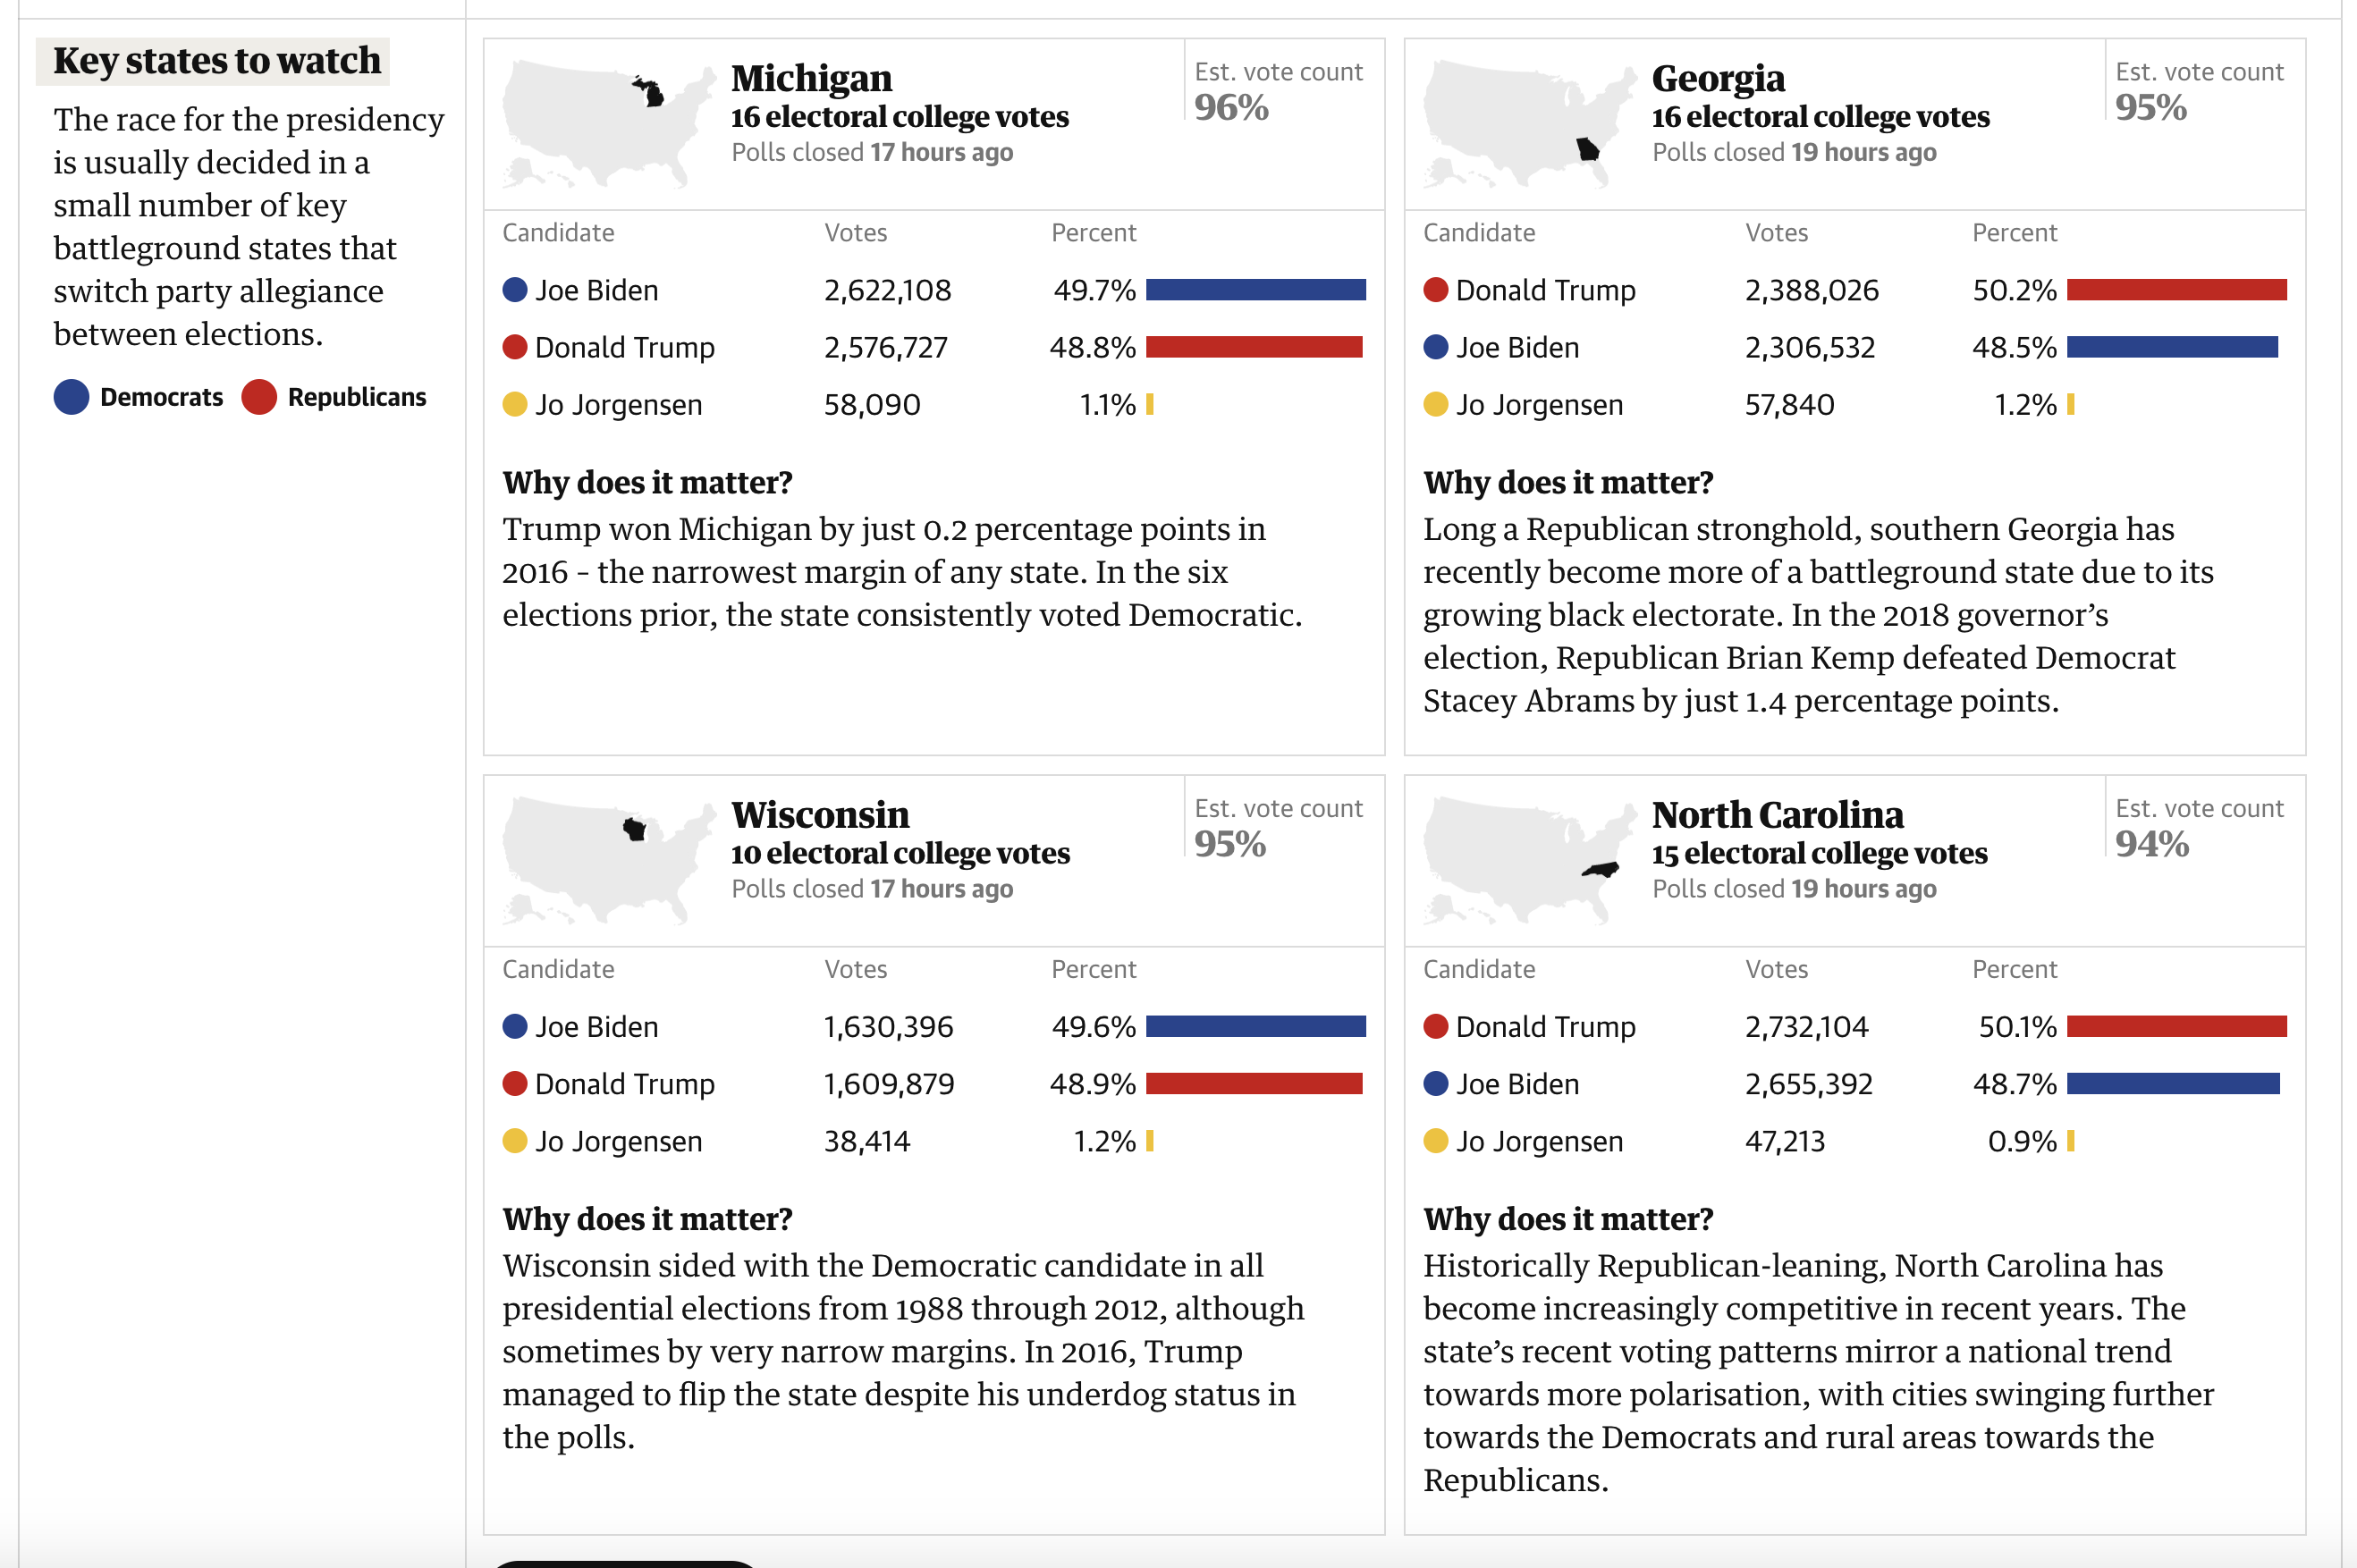 Key states to watch
The race for the presidency
is usually decided in a
small number of key
battleground states that
switch party allegiance
between elections.
Democrats Republicans
Michigan
16 electoral college votes
Polls closed 17 hours ago
Est. vote count
96%
Candidate Votes Percent
Joe Biden 2,622,108 49.7%
Donald Trump 2,576,727 48.8%
Jo Jorgensen 58,090 1.1%
Why does it matter?
Trump won Michigan by just 0.2 percentage points in
2016 – the narrowest margin of any state. In the six
elections prior, the state consistently voted Democratic.
Georgia
16 electoral college votes
Polls closed 19 hours ago
Est. vote count
95%
Candidate Votes Percent
Donald Trump 2,388,026 50.2%
Joe Biden 2,306,532 48.5%
Jo Jorgensen 57,840 1.2%
Why does it matter?
Long a Republican stronghold, southern Georgia has
recently become more of a battleground state due to its
growing black electorate. In the 2018 governor’s
election, Republican Brian Kemp defeated Democrat
Stacey Abrams by just 1.4 percentage points.
Wisconsin
10 electoral college votes
Polls closed 17 hours ago
Est. vote count
95%
Candidate Votes Percent
Joe Biden 1,630,396 49.6%
Donald Trump 1,609,879 48.9%
Jo Jorgensen 38,414 1.2%
Why does it matter?
Wisconsin sided with the Democratic candidate in all
presidential elections from 1988 through 2012, although
sometimes by very narrow margins. In 2016, Trump
managed to flip the state despite his underdog status in
the polls.
North Carolina
15 electoral college votes
Polls closed 19 hours ago
Est. vote count
94%
Candidate Votes Percent
Donald Trump 2,732,104 50.1%
Joe Biden 2,655,392 48.7%
Jo Jorgensen 47,213 0.9%
Why does it matter?
Historically Republican-leaning, North Carolina has
become increasingly competitive in recent years. The
state’s recent voting patterns mirror a national trend
towards more polarisation, with cities swinging further
towards the Democrats and rural areas towards the
Republicans.